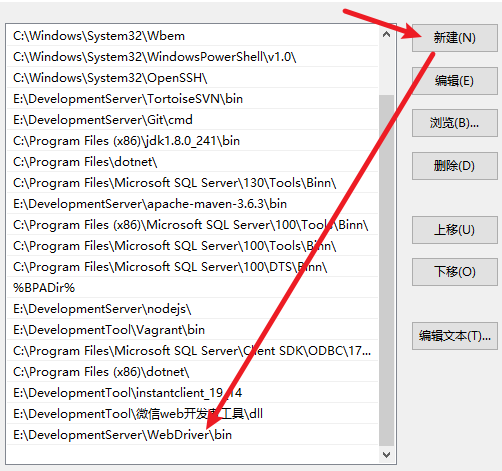 C:\Windows\System32\Wbem
C:\Windows\System32\WindowsPowerShell\v1.0\
C:\Windows\System32\OpenSSH\
E:\DevelopmentServer\TortoiseSVN\bin
E:\DevelopmentServer\Git\cmd
C:\Program Files (x86)\jdk1.8.0_241\bin
C:\Program Files\dotnet\
C:\Program Files\Microsoft SQL Server\130\Tools\Binn\
E:\DevelopmentServer\apache-maven-3.6.3\bin
C:\Program Files (x86)\Microsoft SQL Server\100\Tools\Binn\
C:\Program Files\Microsoft SQL Server\100\Tools\Binn\
C:\Program Files\Microsoft SQL Server\100\DTS\Binn\
%BPADir%
E:\DevelopmentServer\nodejs\
E:\DevelopmentTool\Vagrant\bin
C:\Program Files\Microsoft SQL Server\Client SDK\ODBC\17...
C:\Program Files (x86)\dotnet\
E:\DevelopmentTool\instantclient_19_14
E:\DevelopmentTool\微信web开发者工具\dll
E:\DevelopmentServer\WebDriver\bin
新建(N)
编辑(E)
浏览(B)...
删除(D)
上移(U)
下移(O)
编辑文本(T)...